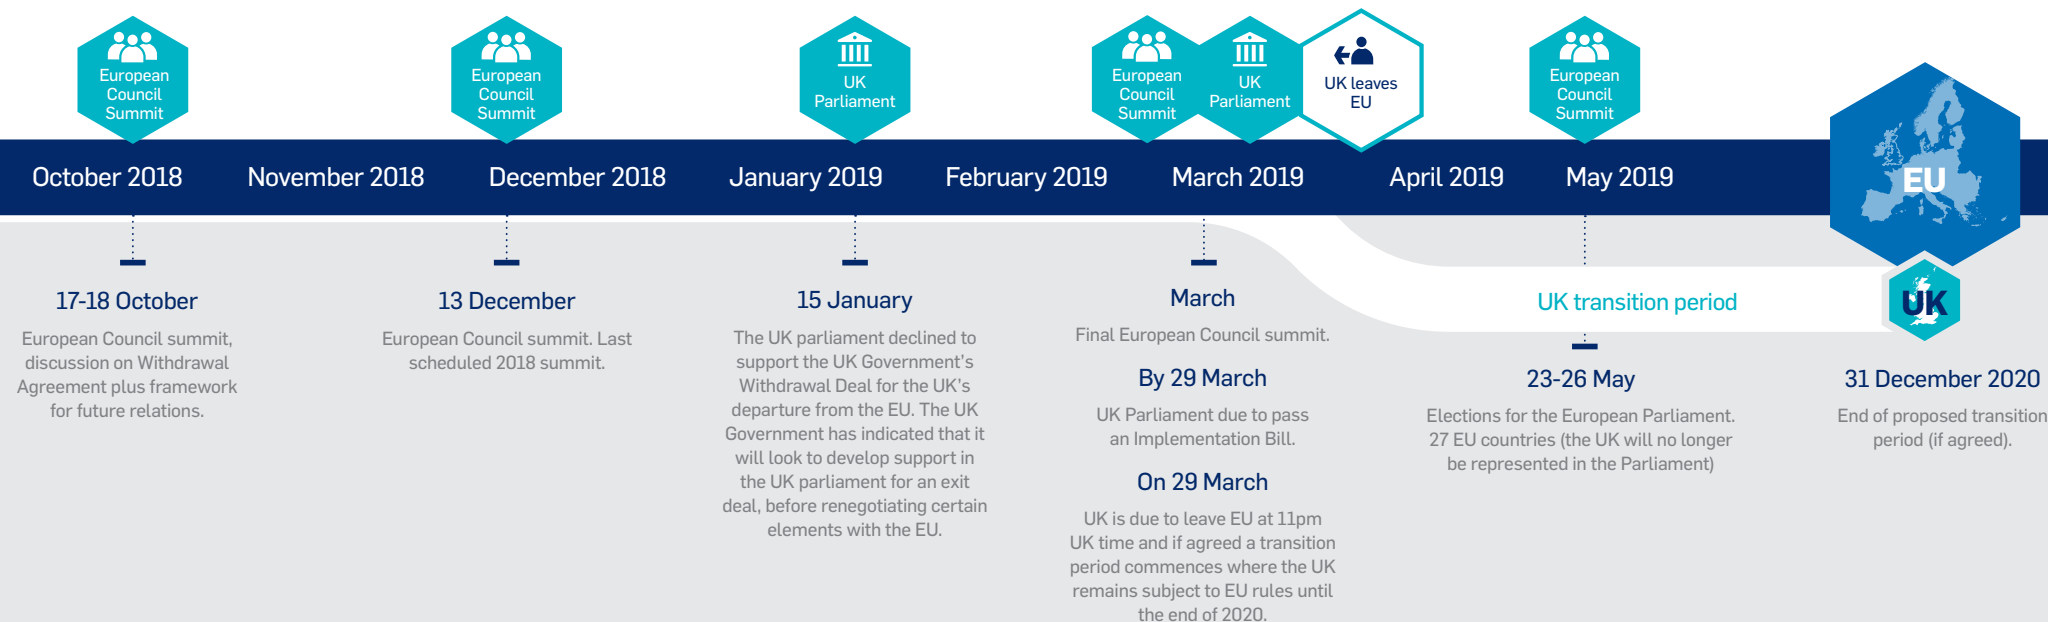 European
Council
Summit
European
Council
Summit
UK
Parliament
European
Council
Summit
UK
Parliament
UK leaves
EU
European
Council
Summit
October 2018
November 2018
December 2018
January 2019
February 2019
March 2019
April 2019
May 2019
EU
17-18 October
European Council summit,
discussion on Withdrawal
Agreement plus framework
for future relations.
13 December
European Council summit. Last
scheduled 2018 summit.
15 January
The UK parliament declined to
support the UK Government's
Withdrawal Deal for the UK's
departure from the EU. The UK
Government has indicated that it
will look to develop support in
the UK parliament for an exit
deal, before renegotiating certain
elements with the EU.
March
Final European Council summit.
By 29 March
UK Parliament due to pass
an Implementation Bill.
On 29 March
UK is due to leave EU at 11pm
UK time and if agreed a transition
period commences where the UK
remains subject to EU rules until
the end of 2020.
UK transition period
UK
23-26 May
Elections for the European Parliament.
27 EU countries (the UK will no longer
be represented in the Parliament)
31 December 2020
End of proposed transition
period (if agreed).